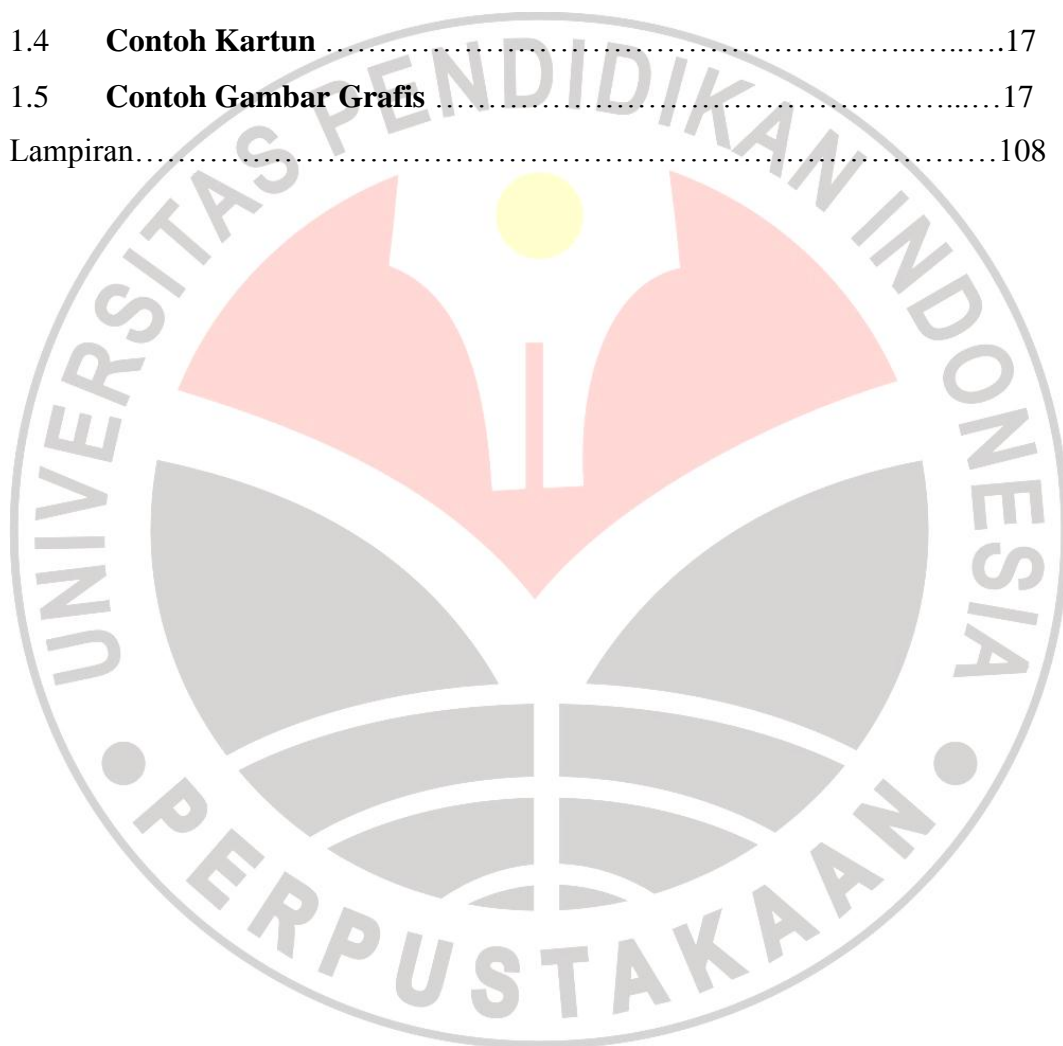 1.4 Contoh Kartun ……………………………………………..…..….17
1.5 Contoh Gambar Grafis …………………………………………...…17
Lampiran………………………………………………………………………108
UNIVERSITAS PENDIDIKAN INDONESIA
PERPUSTAKAAN